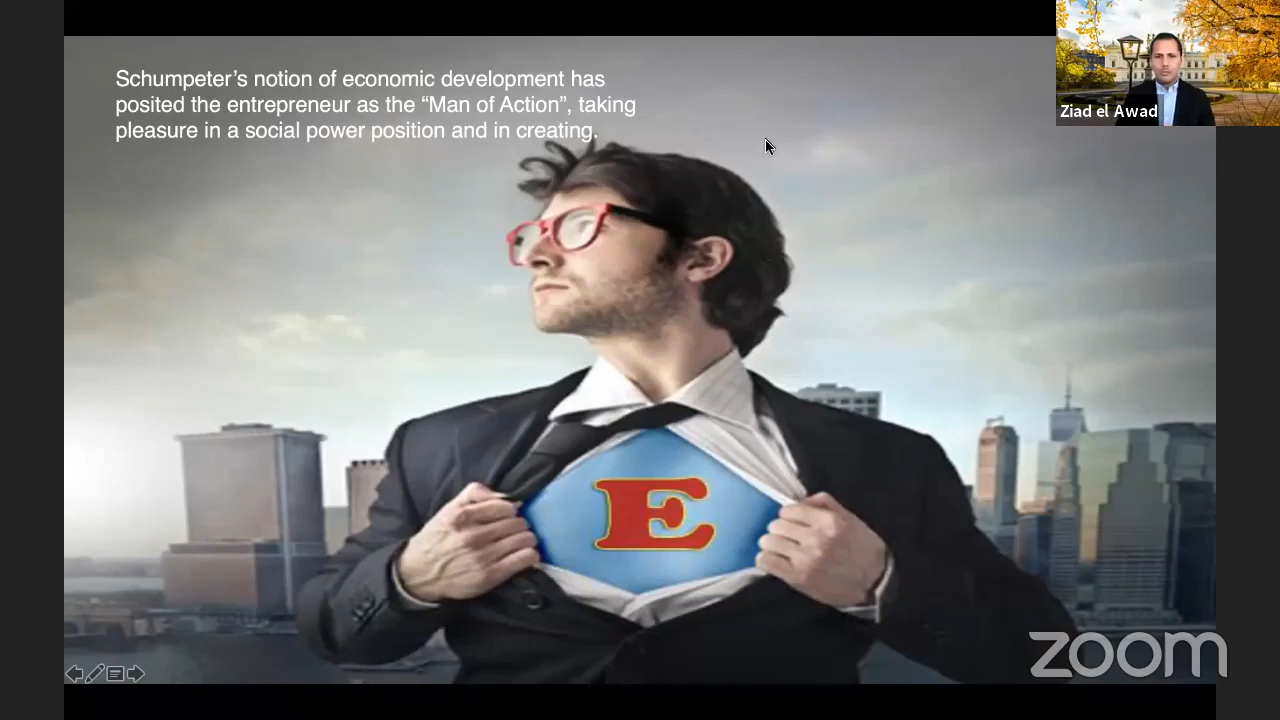 Schumpeter's notion of economic development has
posited the entrepreneur as the “Man of Action”, taking
pleasure in a social power position and in creating.
Ziad el Awad
E
zoom